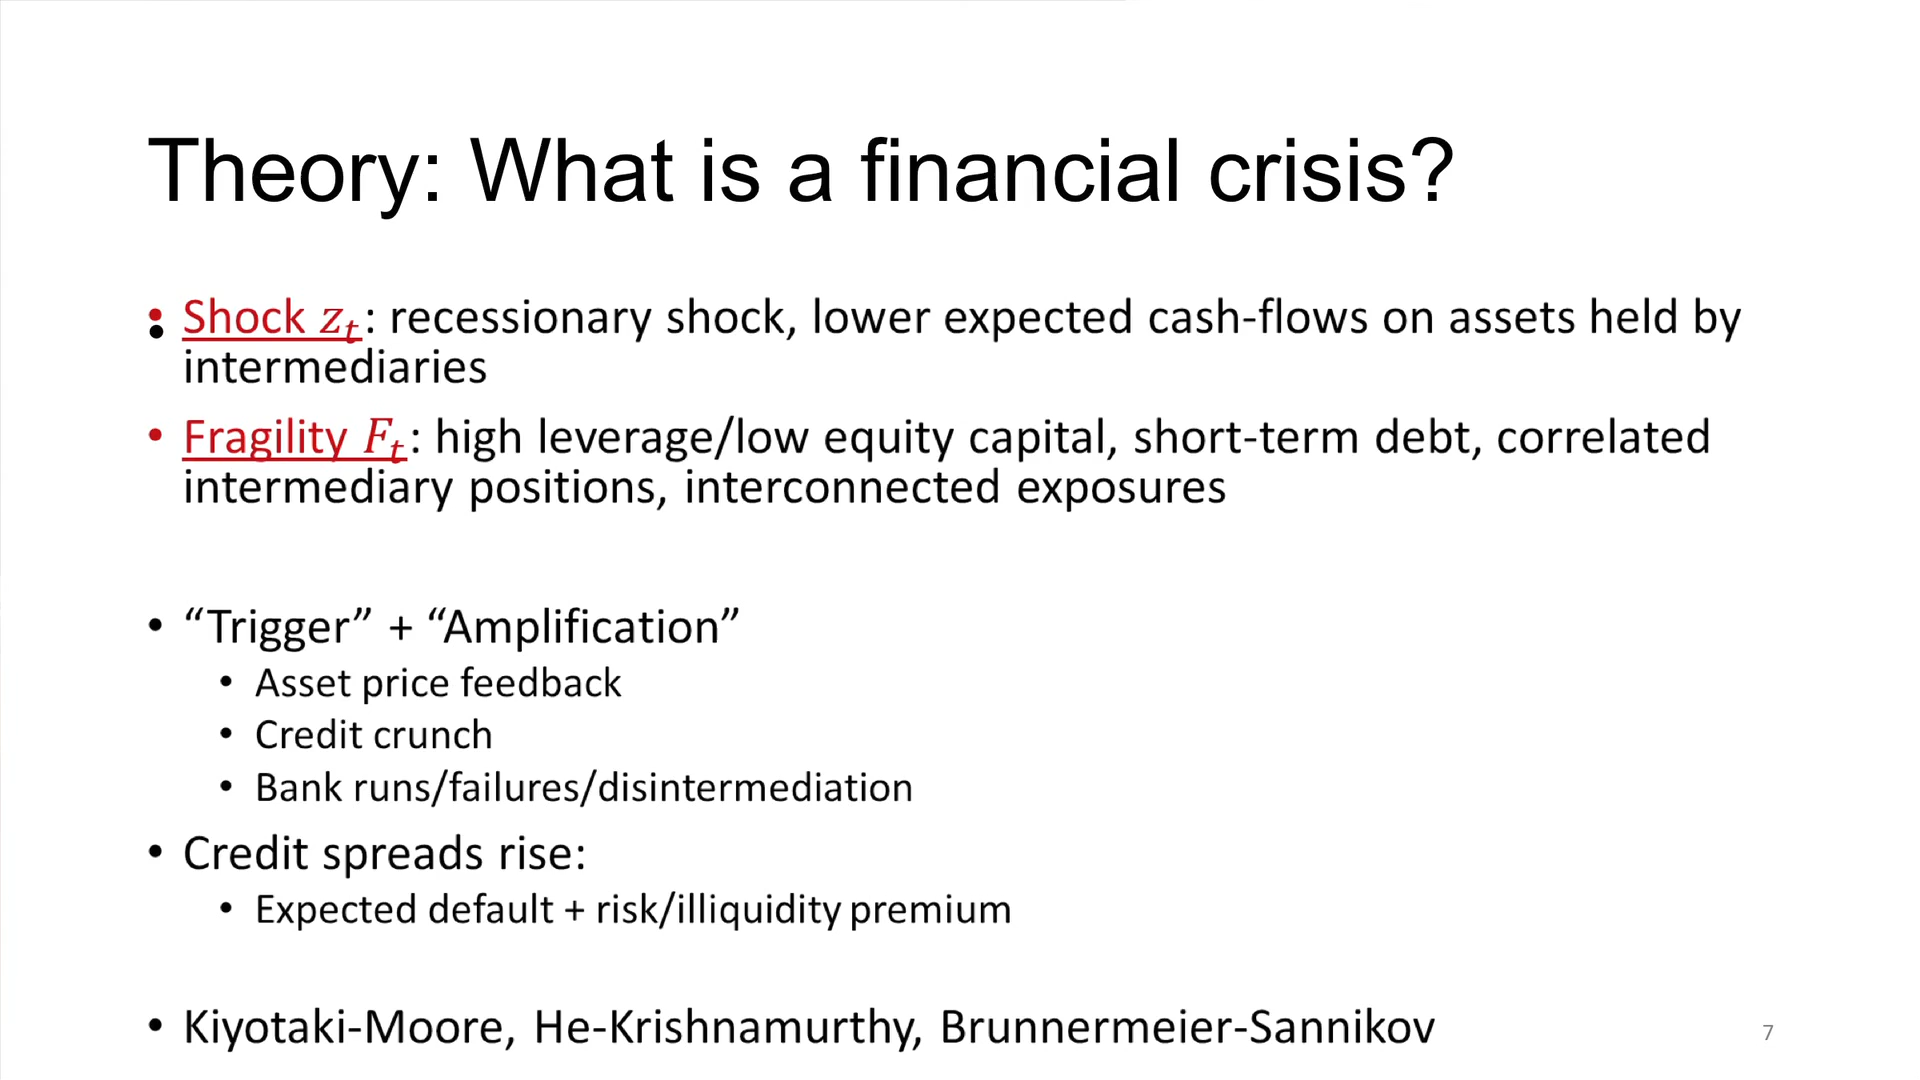 Theory: What is a financial crisis?
• Shock z_t: recessionary shock, lower expected cash-flows on assets held by
intermediaries
• Fragility F_t: high leverage/low equity capital, short-term debt, correlated
intermediary positions, interconnected exposures
• “Trigger” + “Amplification”
• Asset price feedback
• Credit crunch
• Bank runs/failures/disintermediation
• Credit spreads rise:
• Expected default + risk/illiquidity premium
• Kiyotaki-Moore, He-Krishnamurthy, Brunnermeier-Sannikov
7